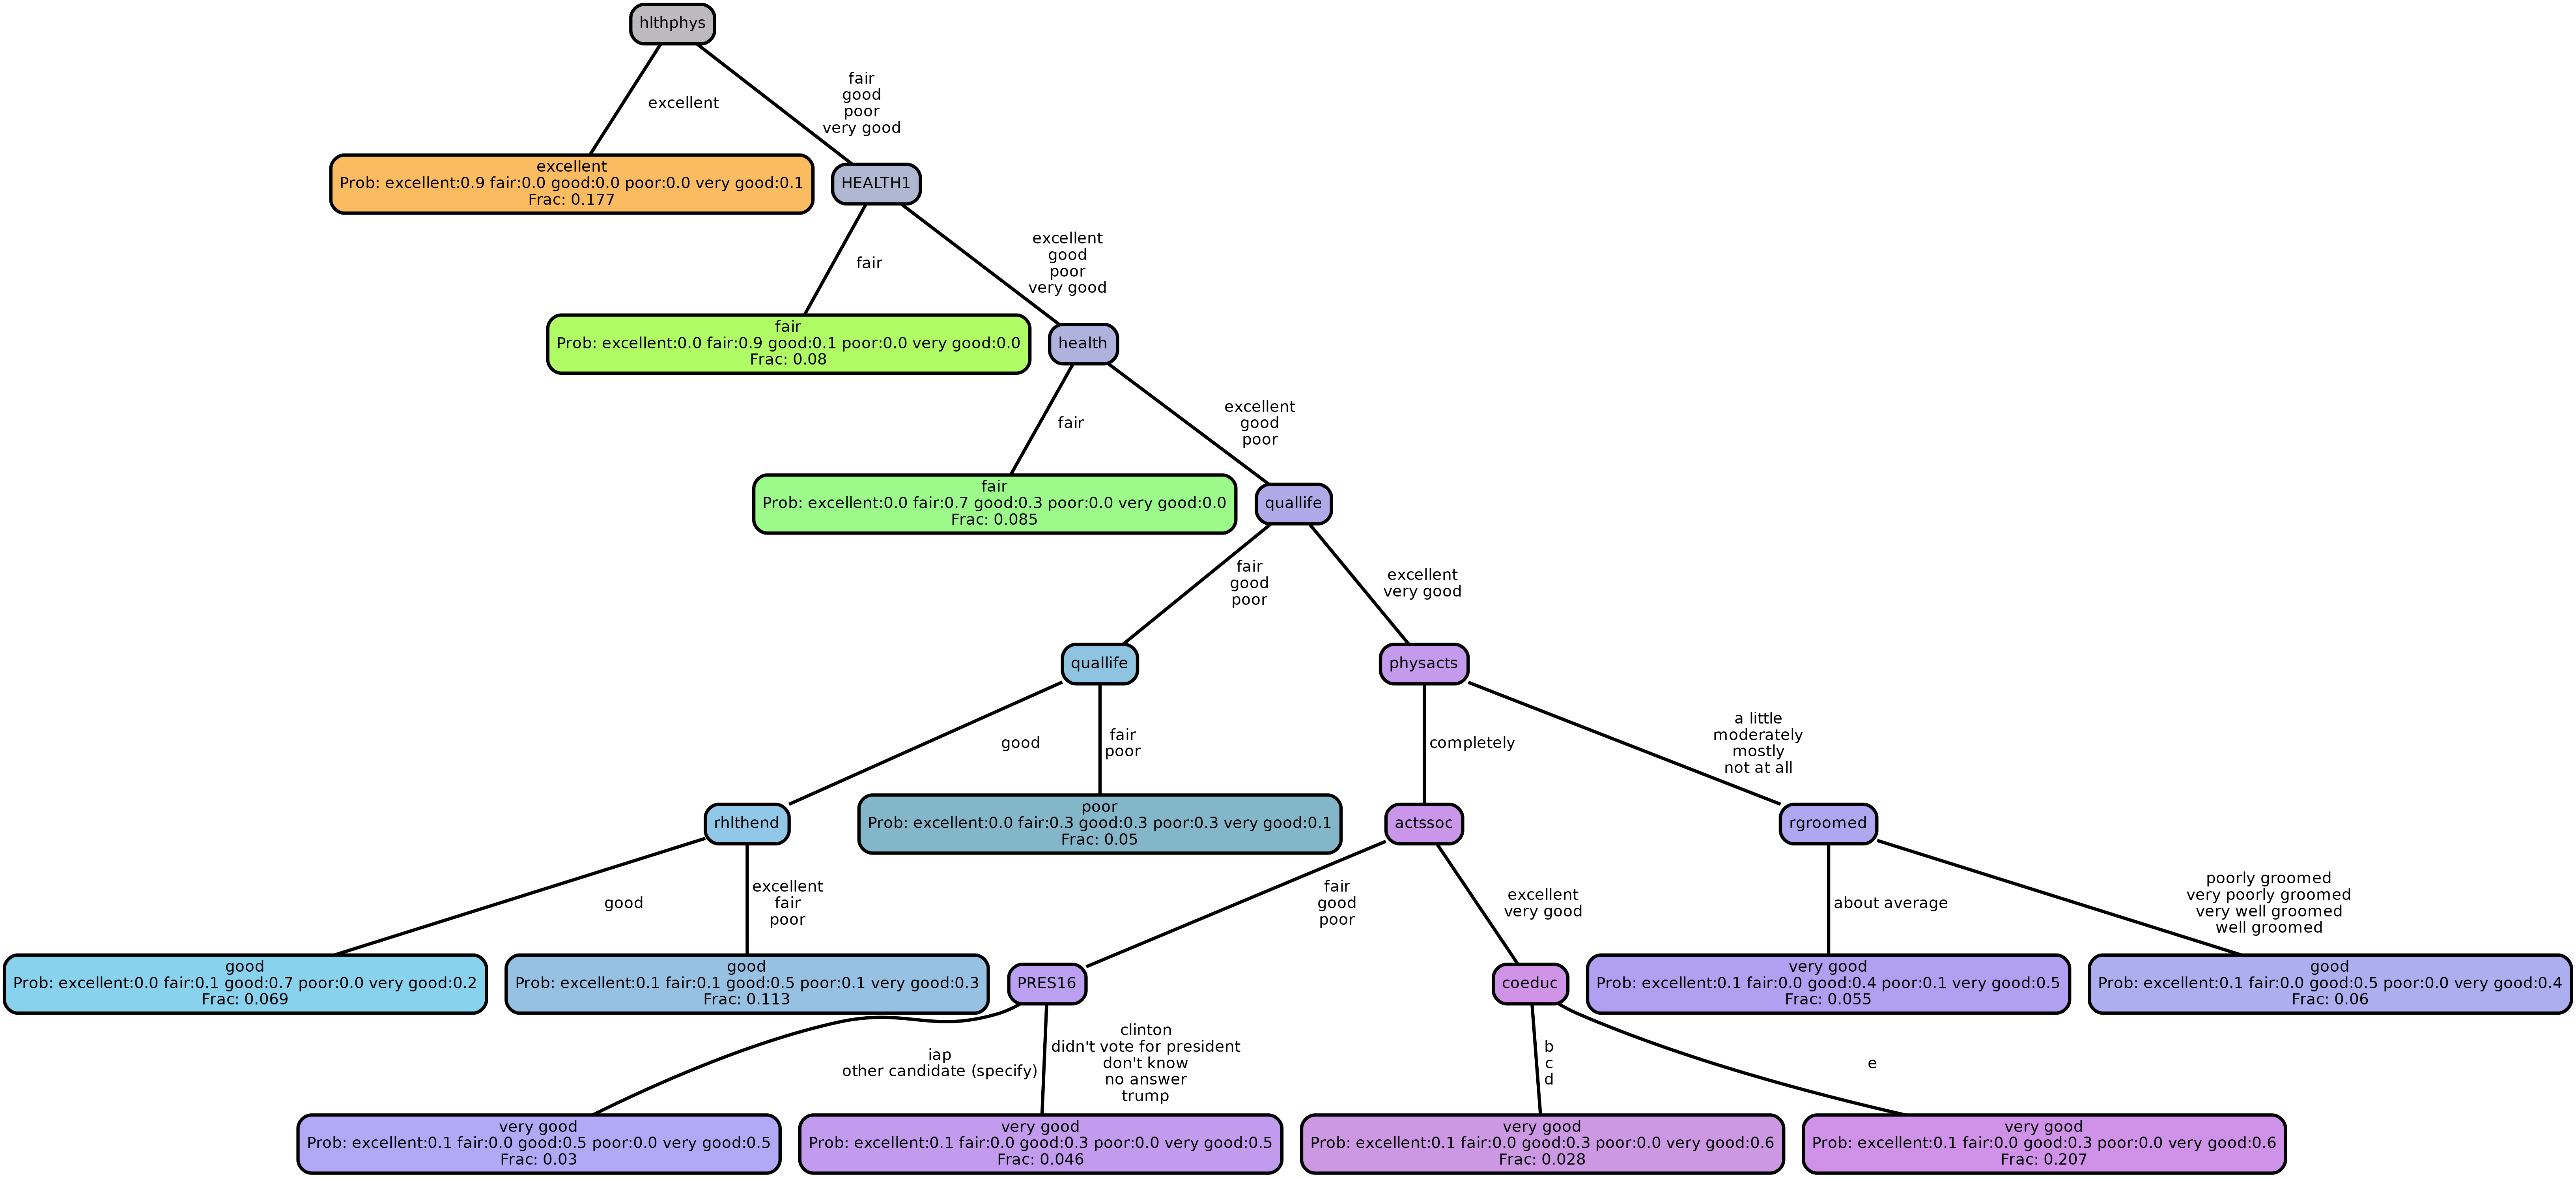 hlthphys
excellent
fair
good
poor
very good
excellent
Prob: excellent:0.9 fair:0.0 good:0.0 poor:0.0 very good:0.1
Frac: 0.177
HEALTH1
fair
excellent
good
poor
very good
fair
Prob: excellent:0.0 fair:0.9 good:0.1 poor:0.0 very good:0.0
Frac: 0.08
health
fair
excellent
good
poor
fair
Prob: excellent:0.0 fair:0.7 good:0.3 poor:0.0 very good:0.0
Frac: 0.085
quallife
fair
good
poor
excellent
very good
quallife
physacts
good
fair
poor
completely
a little
moderately
mostly
not at all
rhlthend
poor
Prob: excellent:0.0 fair:0.3 good:0.3 poor:0.3 very good:0.1
Frac: 0.05
actssoc
rgroomed
good
excellent
fair
poor
fair
good
poor
excellent
very good
about average
poorly groomed
very poorly groomed
very well groomed
well groomed
good
Prob: excellent:0.0 fair:0.1 good:0.7 poor:0.0 very good:0.2
Frac: 0.069
good
Prob: excellent:0.1 fair:0.1 good:0.5 poor:0.1 very good:0.3
Frac: 0.113
PRES16
coeduc
very good
Prob: excellent:0.1 fair:0.0 good:0.4 poor:0.1 very good:0.5
Frac: 0.055
good
Prob: excellent:0.1 fair:0.0 good:0.5 poor:0.0 very good:0.4
Frac: 0.06
iap
other candidate (specify)
clinton
didn't vote for president
don't know
no answer
trump
b
c
d
e
very good
Prob: excellent:0.1 fair:0.0 good:0.5 poor:0.0 very good:0.5
Frac: 0.03
very good
Prob: excellent:0.1 fair:0.0 good:0.3 poor:0.0 very good:0.5
Frac: 0.046
very good
Prob: excellent:0.1 fair:0.0 good:0.3 poor:0.0 very good:0.6
Frac: 0.028
very good
Prob: excellent:0.1 fair:0.0 good:0.3 poor:0.0 very good:0.6
Frac: 0.207